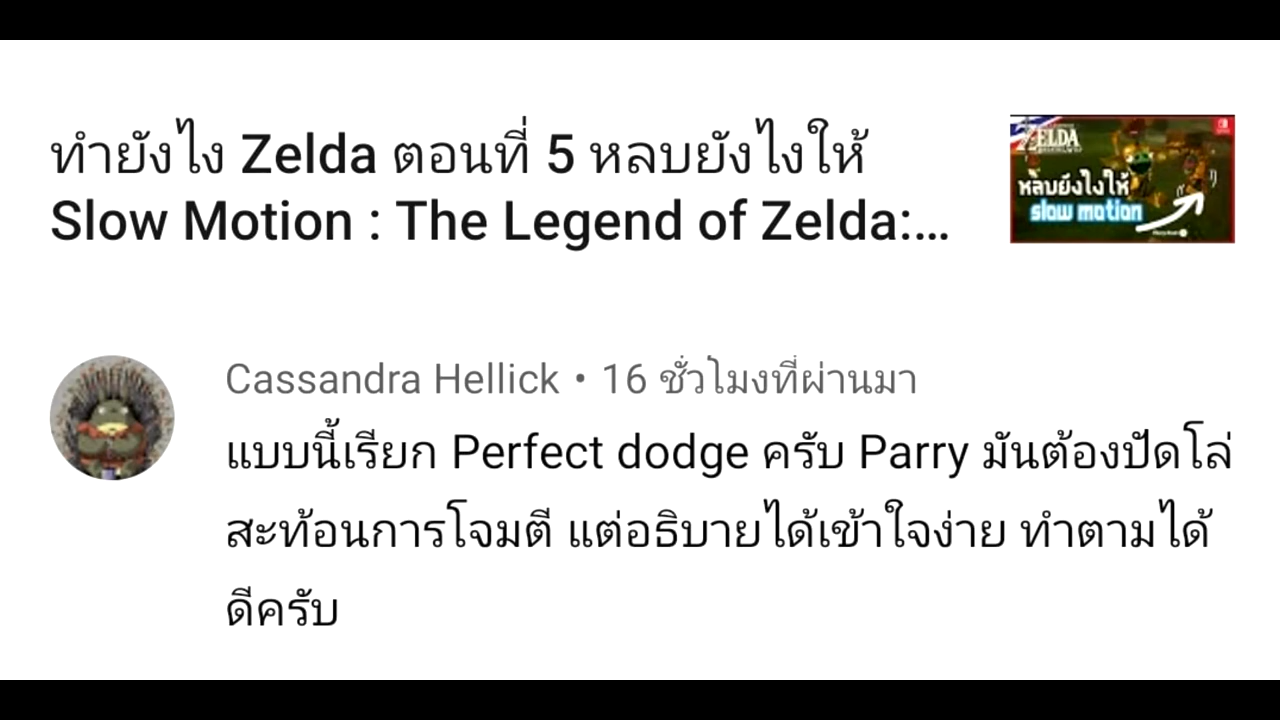 ทำยังไง Zelda ตอนที่ 5 หลบยังไงให้
Slow Motion : The Legend of Zelda:...
ZELDA
หลบยังไงให้
slow motion
Cassandra Hellick • 16 ชั่วโมงที่ผ่านมา
แบบนี้เรียก Perfect dodge ครับ Parry มันต้องปัดโล่
สะท้อนการโจมตี แต่อธิบายได้เข้าใจง่าย ทำตามได้
ดีครับ